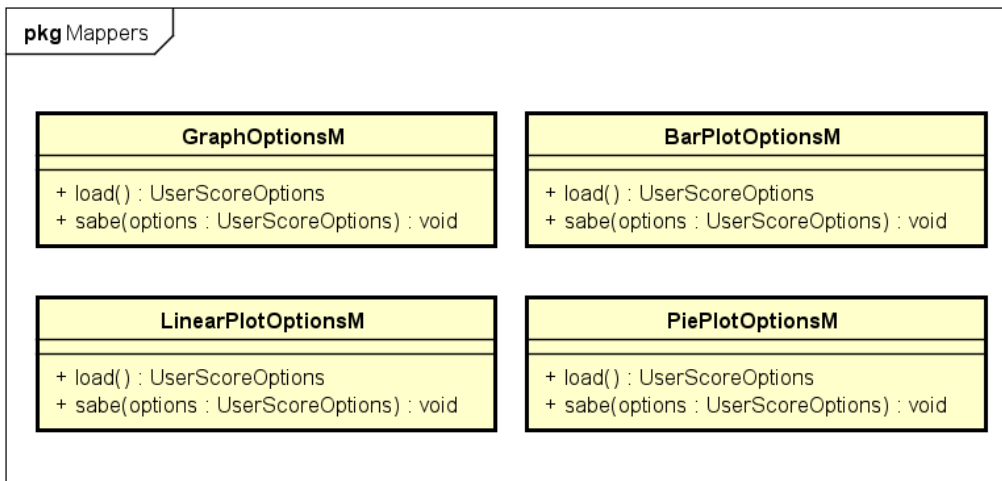 pkg Mappers
GraphOptionsM
+ load() : UserScoreOptions
+ sabe(options : UserScoreOptions) : void
BarPlotOptionsM
+ load() : UserScoreOptions
+ sabe(options : UserScoreOptions) : void
LinearPlotOptionsM
+ load() : UserScoreOptions
+ sabe(options : UserScoreOptions) : void
PiePlotOptionsM
+ load() : UserScoreOptions
+ sabe(options : UserScoreOptions) : void